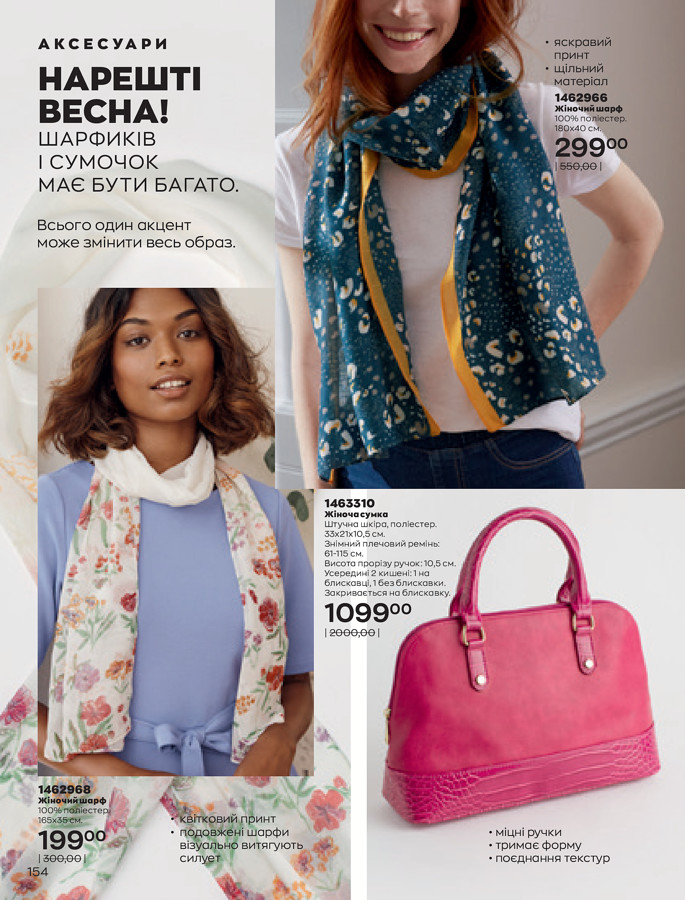 АКСЕСУАРИ
НАРЕШТІ
ВЕСНА!
ШАРФИКІВ
І СУМОЧОК
МАЄ БУТИ БАГАТО.
Всього один акцент
може змінити весь образ.
• яскравий
принт
• щільний
матеріал
1462966
Жіночий шарф
100% поліестер.
180х40 см.
299⁰⁰
| 550,00 |
1463310
Жіноча сумка
Штучна шкіра, поліестер.
33х21х10,5 см.
Знімний плечовий ремінь:
61-115 см.
Висота прорізу ручок: 10,5 см.
Усередині 2 кишені: 1 на
блискавці, 1 без блискавки.
Закривається на блискавку.
1099⁰⁰
| 2000,00 |
1462968
Жіночий шарф
100% поліестер.
165х35 см.
199⁰⁰
| 300,00 |
• квітковий принт
• подовжені шарфи
візуально витягують
силует
• міцні ручки
• тримає форму
• поєднання текстур
154